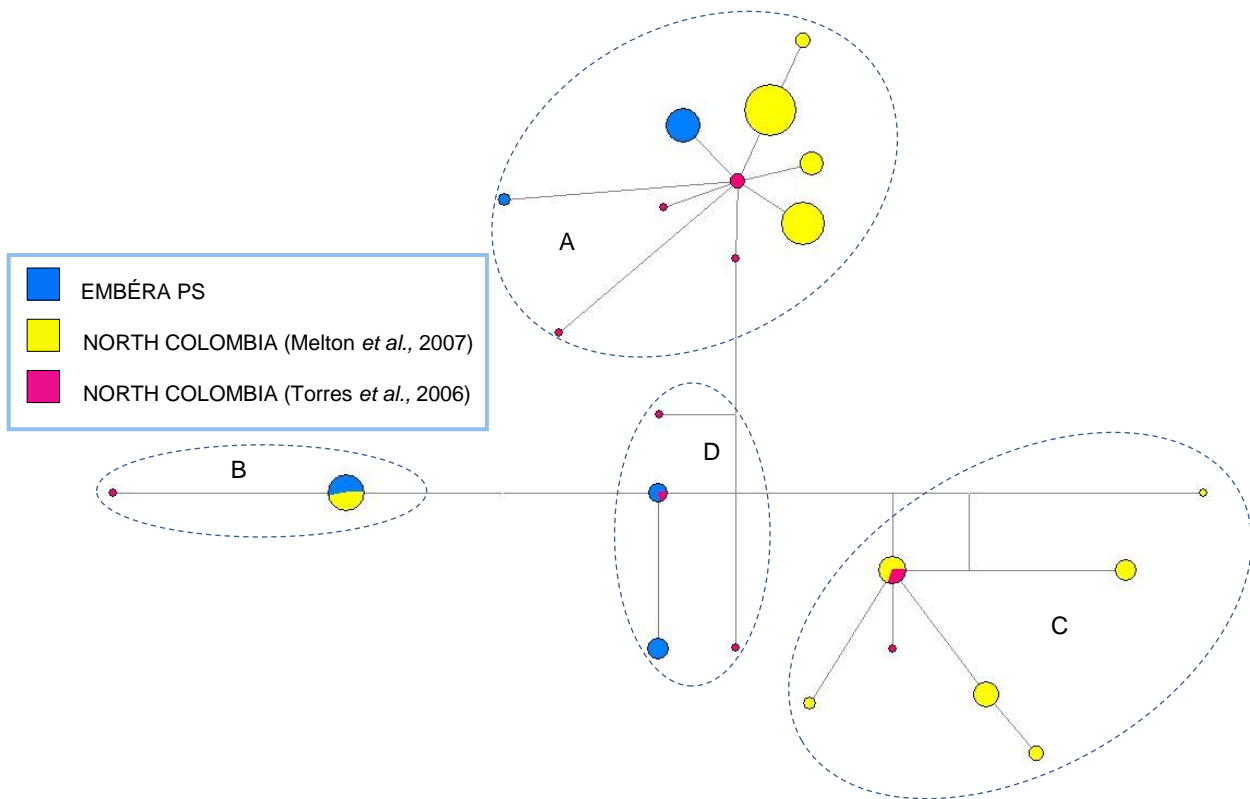 A
EMBÉRA PS
NORTH COLOMBIA (Melton et al., 2007)
NORTH COLOMBIA (Torres et al., 2006)
B
D
C